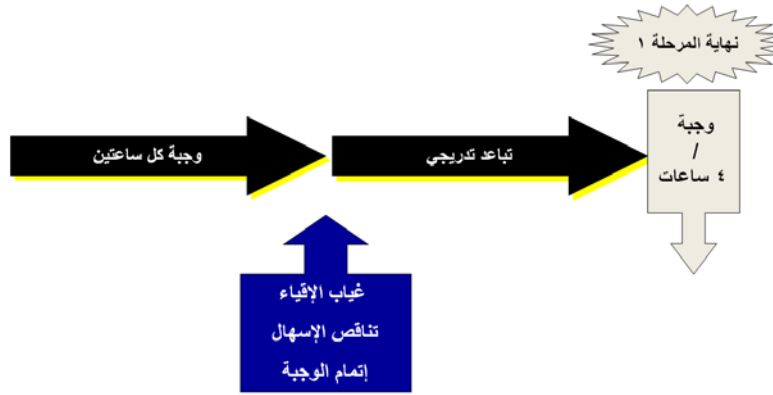 نهاية المرحلة ١
وجبة
/
٤ ساعات
وجبة كل ساعتين
تباعد تدريجي
غياب الإقياء
تناقص الإسهال
إتمام الوجبة